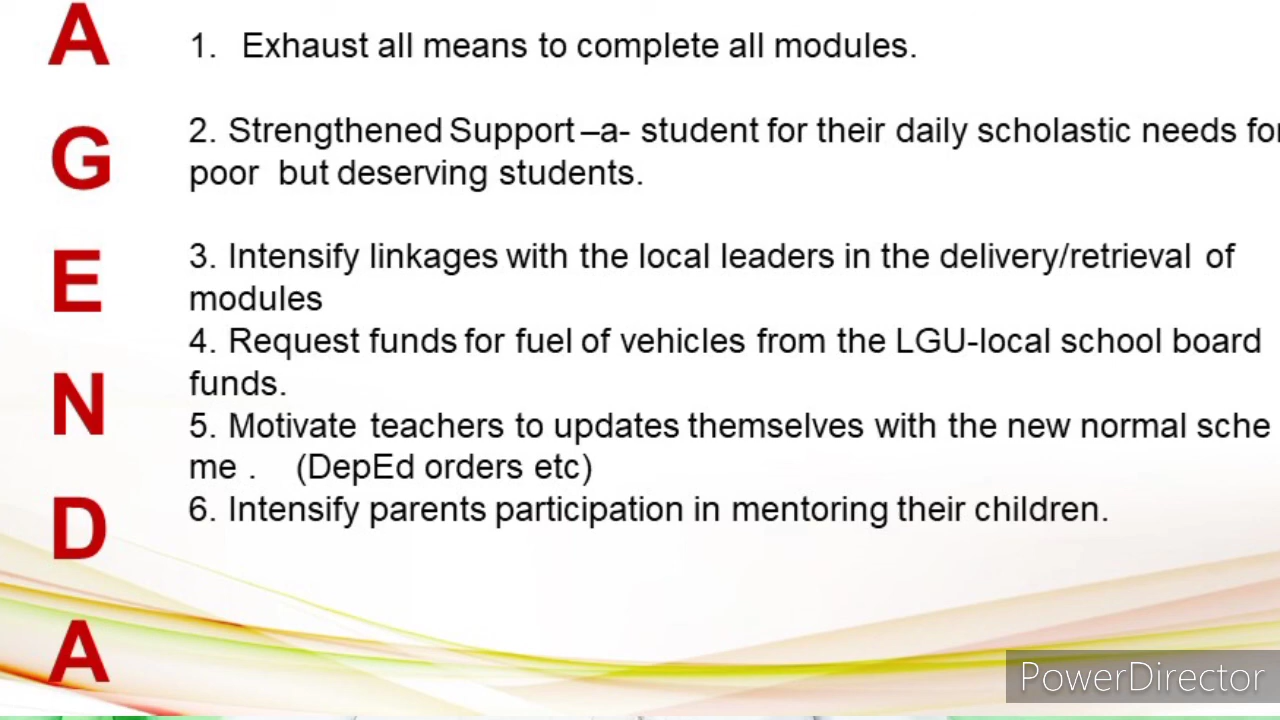 AGENDA
1. Exhaust all means to complete all modules.
2. Strengthened Support –a- student for their daily scholastic needs for
poor but deserving students.
3. Intensify linkages with the local leaders in the delivery/retrieval of
modules
4. Request funds for fuel of vehicles from the LGU-local school board
funds.
5. Motivate teachers to updates themselves with the new normal sche
me . (DepEd orders etc)
6. Intensify parents participation in mentoring their children.
PowerDirector